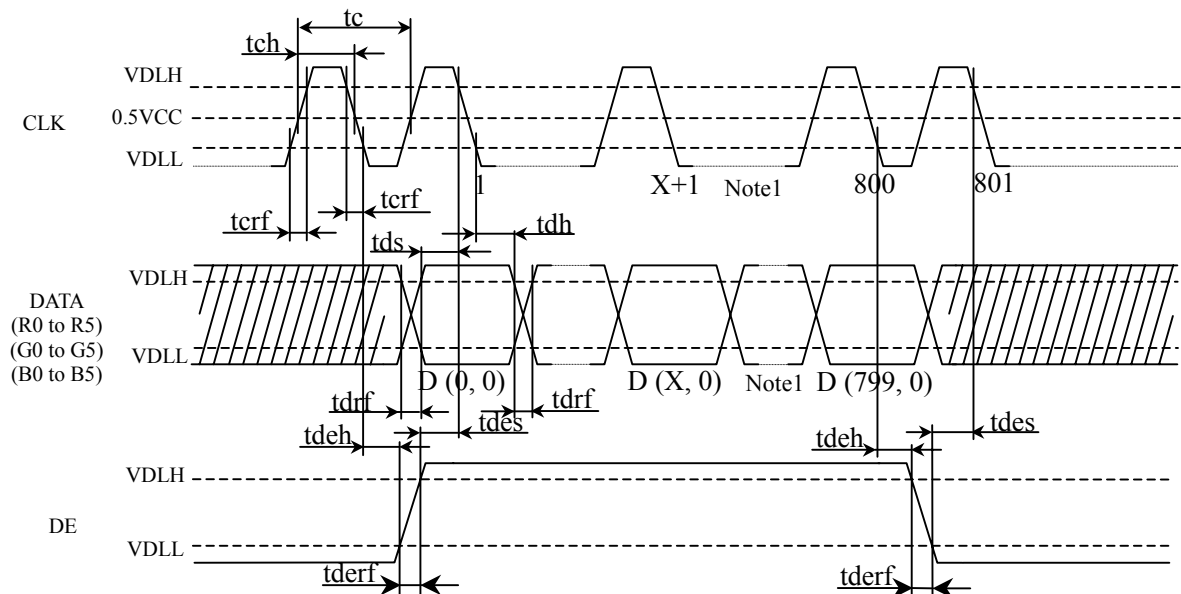 tc
tch
VDLH
CLK
0.5VCC
VDLL
1
X+1
Note1
800
801
tcrf
tcrf
tds
tdh
VDLH
DATA
(R0 to R5)
(G0 to G5)
(B0 to B5)
VDLL
D (0, 0)
D (X, 0)
Note1
D (799, 0)
tdrf
tdrf
tdeh
tdes
tdeh
tdes
VDLH
DE
VDLL
tderf
tderf